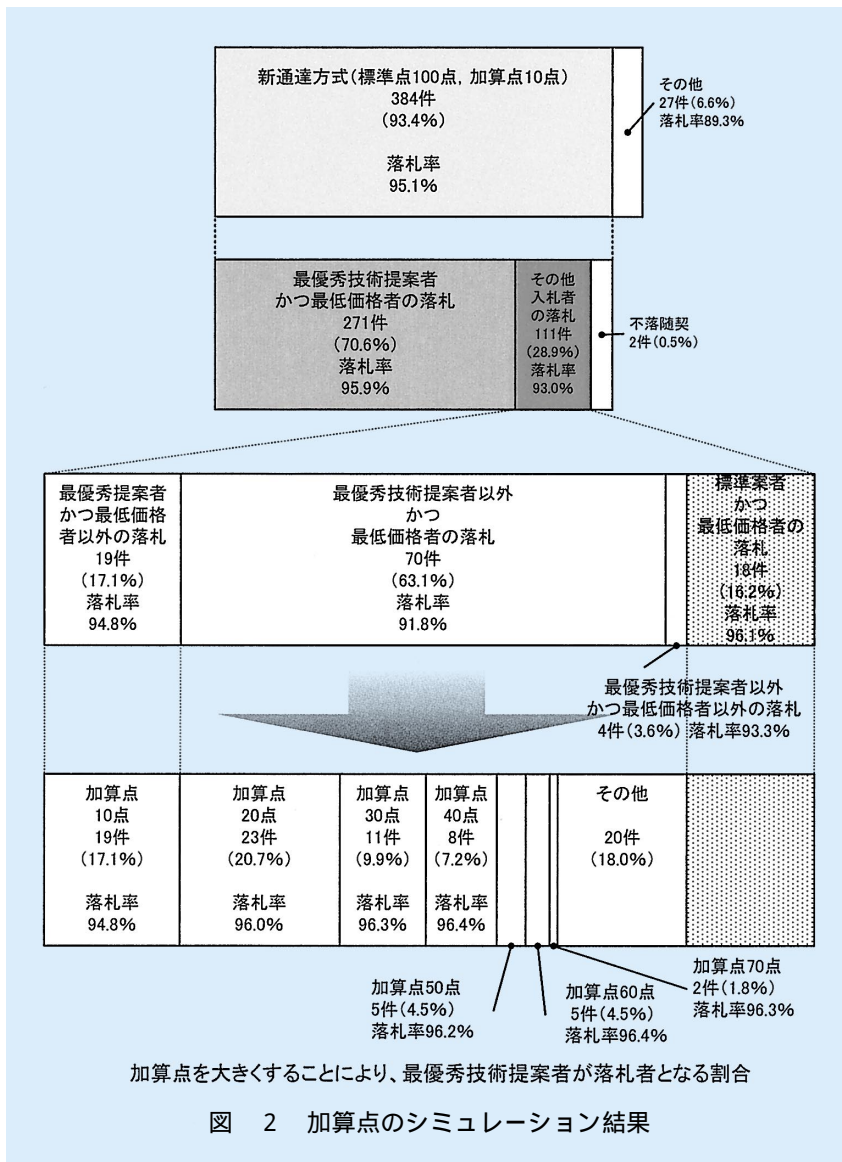 新通達方式(標準点100点, 加算点10点)
384件
(93.4%)
落札率
95.1%
その他
27件(6.6%)
落札率89.3%
最優秀技術提案者
かつ最低価格者の落札
271件
(70.6%)
落札率
95.9%
その他
入札者
の落札
111件
(28.9%)
落札率
93.0%
不落随契
2件(0.5%)
最優秀提案者
かつ最低価格
者以外の落札
19件
(17.1%)
落札率
94.8%
最優秀技術提案者以外
かつ
最低価格者の落札
70件
(63.1%)
落札率
91.8%
標準案者
かつ
最低価格者の
落札
18件
(16.2%)
落札率
96.1%
最優秀技術提案者以外
かつ最低価格者以外の落札
4件(3.6%) 落札率93.3%
加算点
10点
19件
(17.1%)
落札率
94.8%
加算点
20点
23件
(20.7%)
落札率
96.0%
加算点
30点
11件
(9.9%)
落札率
96.3%
加算点
40点
8件
(7.2%)
落札率
96.4%
その他
20件
(18.0%)
加算点50点
5件(4.5%)
落札率96.2%
加算点60点
5件(4.5%)
落札率96.4%
加算点70点
2件(1.8%)
落札率96.3%
加算点を大きくすることにより、最優秀技術提案者が落札者となる割合
図 2 加算点のシミュレーション結果